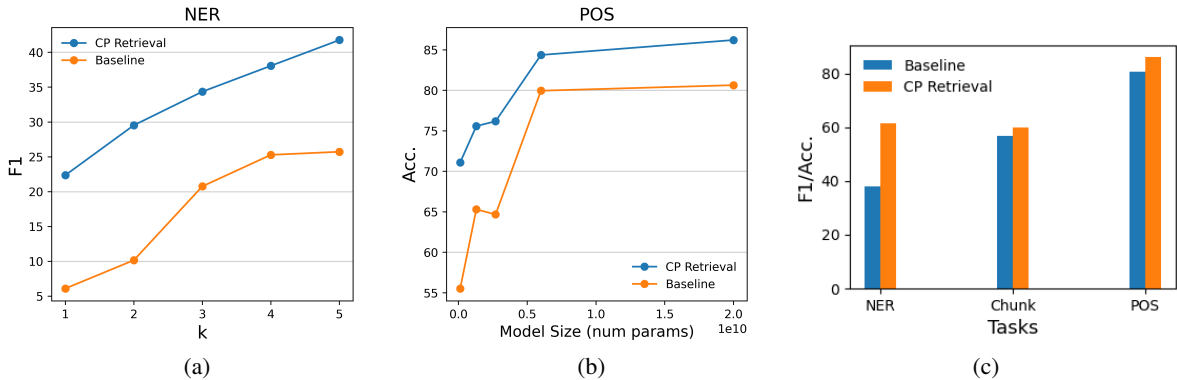 NER
CP Retrieval
Baseline
F1
40
35
30
25
20
15
10
5
1 2 3 4 5
k
(a)
POS
Acc.
85
80
75
70
65
60
55
CP Retrieval
Baseline
0.0 0.5 1.0 1.5 2.0
1e10
Model Size (num params)
(b)
Baseline
CP Retrieval
F1/Acc.
80
60
40
20
0
NER Chunk POS
Tasks
(c)